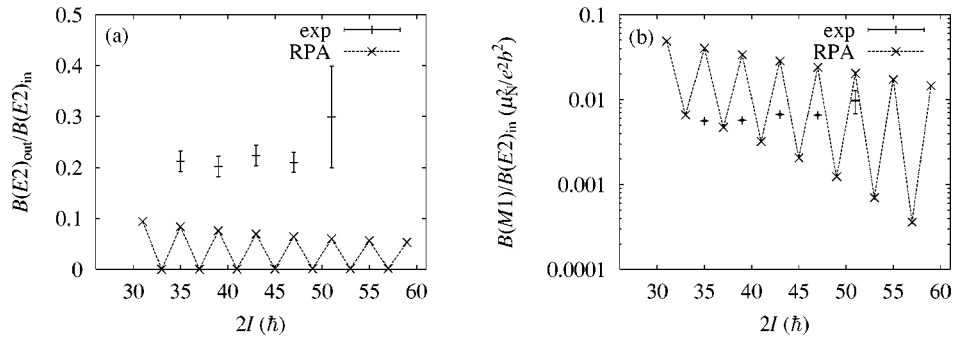 (a)
exp
RPA
0.5
0.4
0.3
0.2
0.1
0
B(E2)out/B(E2)in
30 35 40 45 50 55 60
2I (ħ)
(b)
exp
RPA
0.1
0.01
0.001
0.0001
B(M1)/B(E2)in (μ²N/e²b²)
30 35 40 45 50 55 60
2I (ħ)